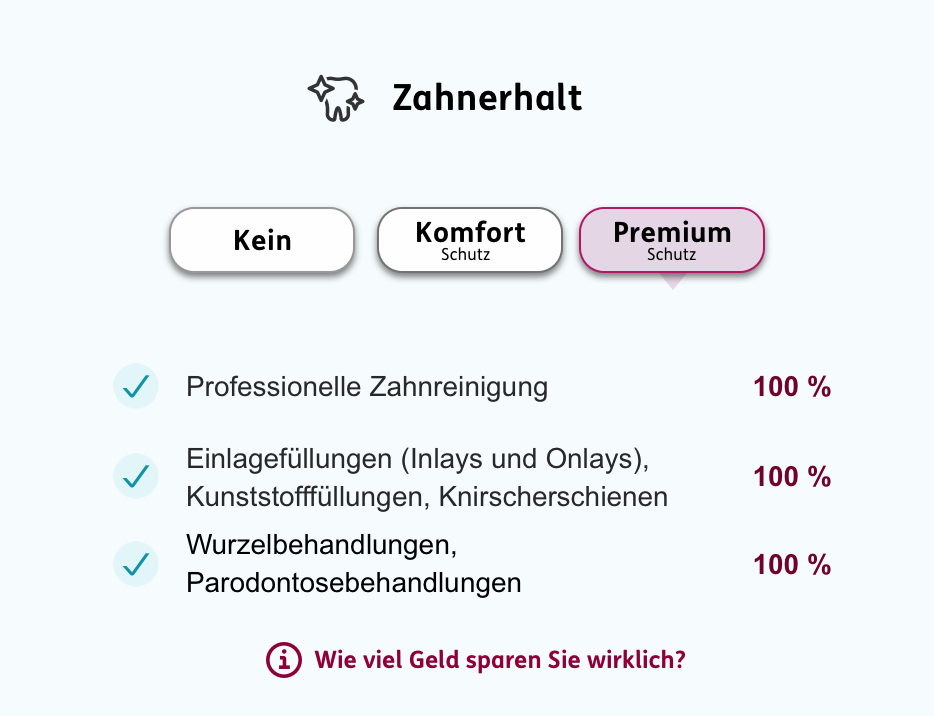 Zahnerhalt
Kein
Komfort
Schutz
Premium
Schutz
Professionelle Zahnreinigung
100 %
Einlagefüllungen (Inlays und Onlays),
Kunststofffüllungen, Knirscherschienen
100 %
Wurzelbehandlungen,
Parodontosebehandlungen
100 %
Wie viel Geld sparen Sie wirklich?